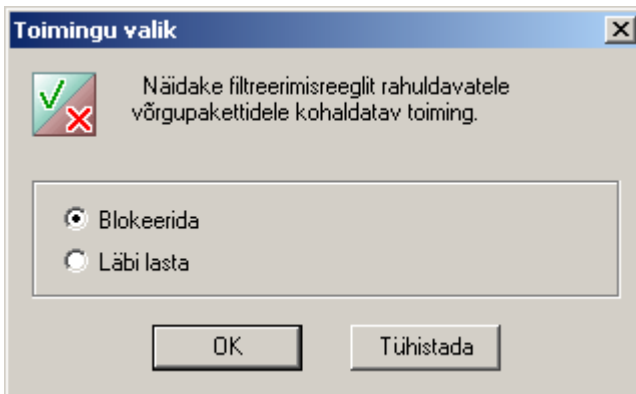 Toimingu valik
Näidake filtreerimisreeglit rahuldavatele
võrgupakettidele kohaldatav toiming.
Blokeerida
Läbi lasta
OK
Tühistada